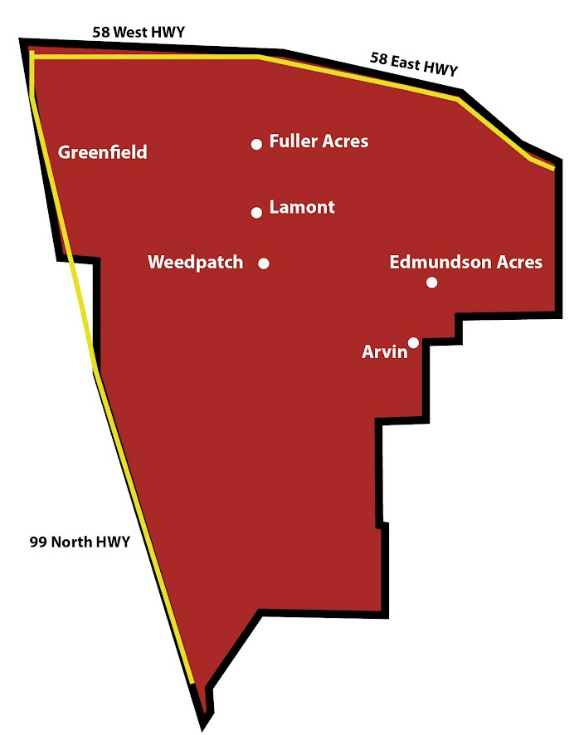 58 West HWY
58 East HWY
Fuller Acres
Greenfield
Lamont
Weedpatch
Edmundson Acres
Arvin
99 North HWY